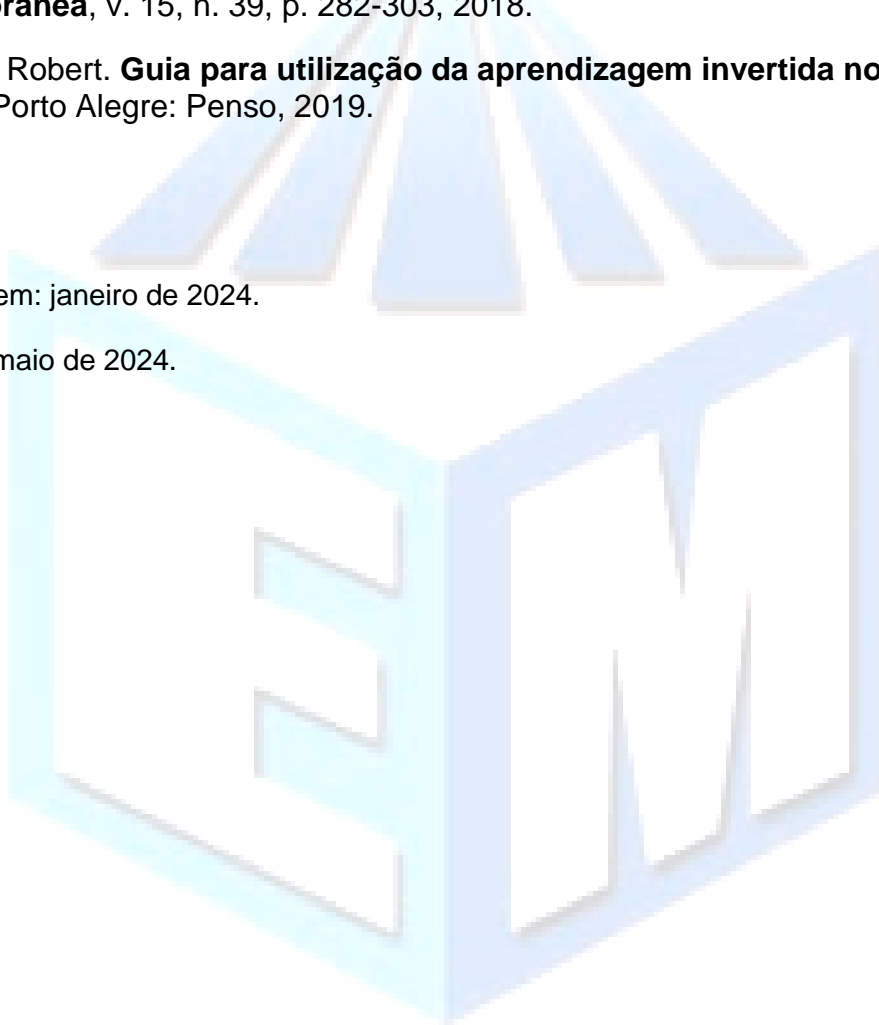 oranea, v. 15, n. 39, p. 282-303, 2018.
Robert. Guia para utilização da aprendizagem invertida no
Porto Alegre: Penso, 2019.
em: janeiro de 2024.
maio de 2024.
E M